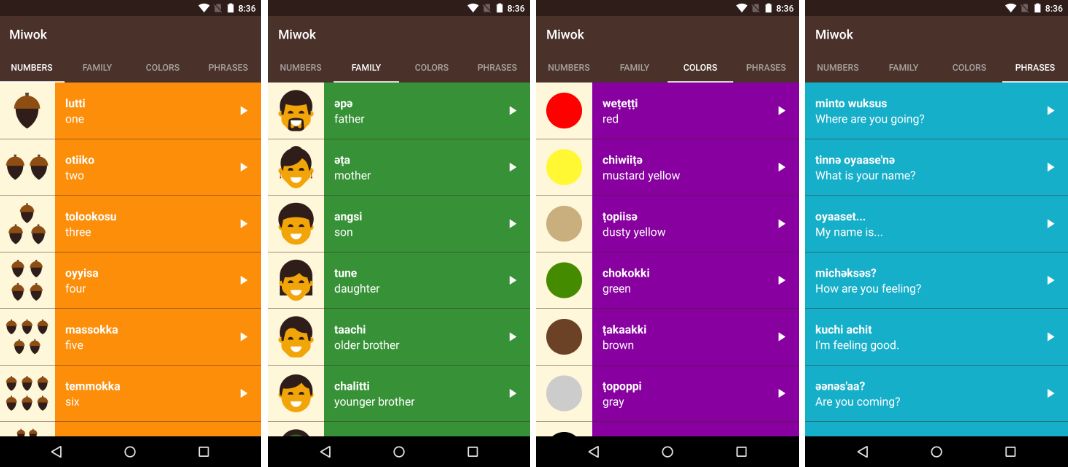 8:36
Miwok
NUMBERS FAMILY COLORS PHRASES
lutti
one
otiiko
two
tolookosu
three
oyyisa
four
massokka
five
temmokka
six
8:36
Miwok
NUMBERS FAMILY COLORS PHRASES
əpə
father
əṭa
mother
angsi
son
tune
daughter
taachi
older brother
chalitti
younger brother
8:36
Miwok
NUMBERS FAMILY COLORS PHRASES
weṭeṭṭi
red
chiwiiṭə
mustard yellow
ṭopiisə
dusty yellow
chokokki
green
ṭakaakki
brown
ṭopoppi
gray
8:36
Miwok
NUMBERS FAMILY COLORS PHRASES
minto wuksus
Where are you going?
tinnə oyaase'nə
What is your name?
oyaaset...
My name is...
michəksəs?
How are you feeling?
kuchi achit
I'm feeling good.
əənəs'aa?
Are you coming?